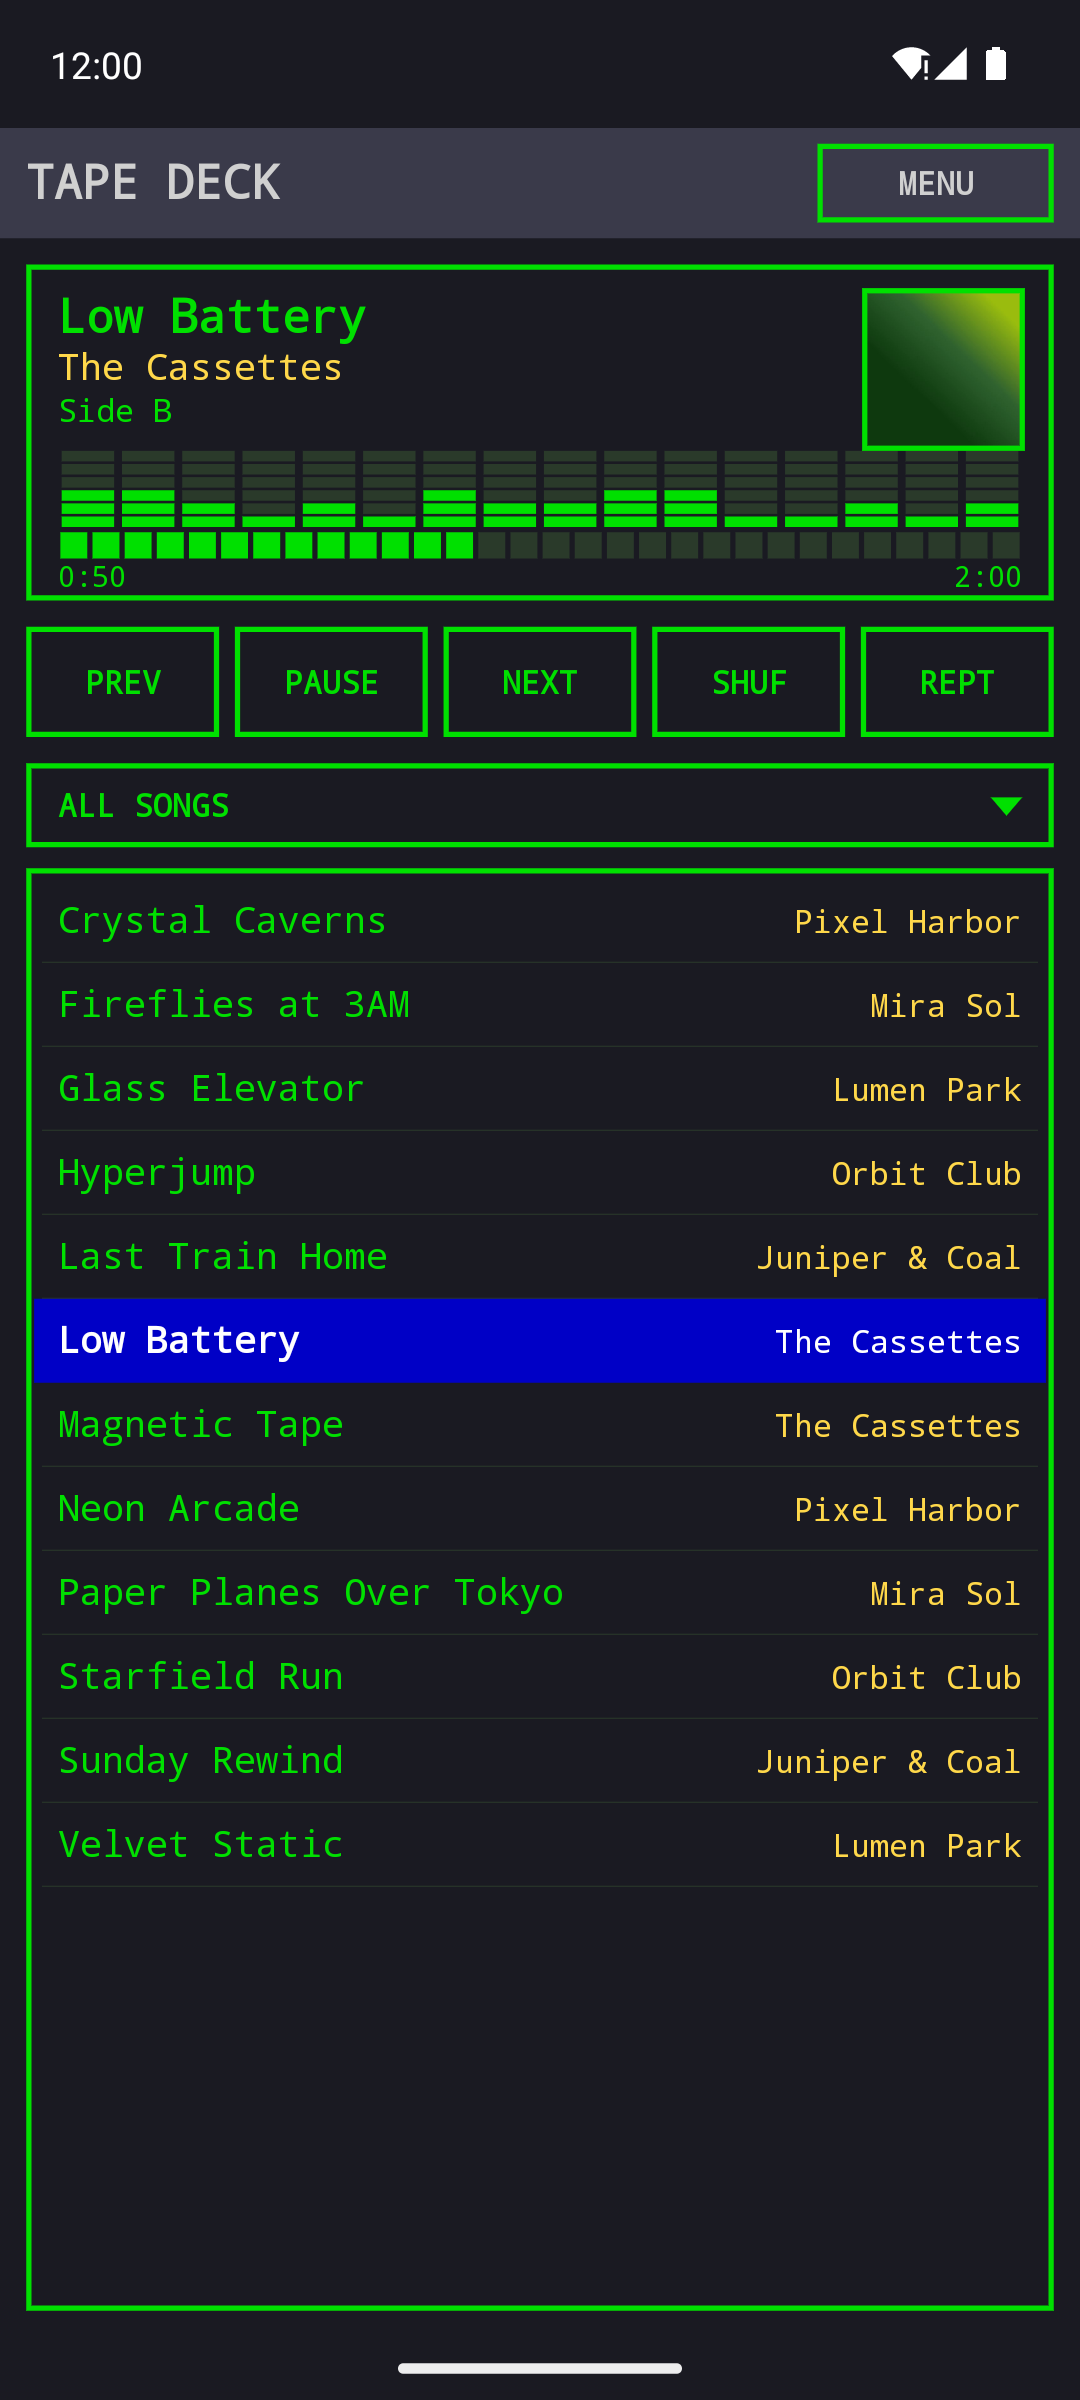 12:00
TAPE DECK
MENU
Low Battery
The Cassettes
Side B
0:50 2:00
PREV PAUSE NEXT SHUF REPT
ALL SONGS
Crystal Caverns Pixel Harbor
Fireflies at 3AM Mira Sol
Glass Elevator Lumen Park
Hyperjump Orbit Club
Last Train Home Juniper & Coal
Low Battery The Cassettes
Magnetic Tape The Cassettes
Neon Arcade Pixel Harbor
Paper Planes Over Tokyo Mira Sol
Starfield Run Orbit Club
Sunday Rewind Juniper & Coal
Velvet Static Lumen Park